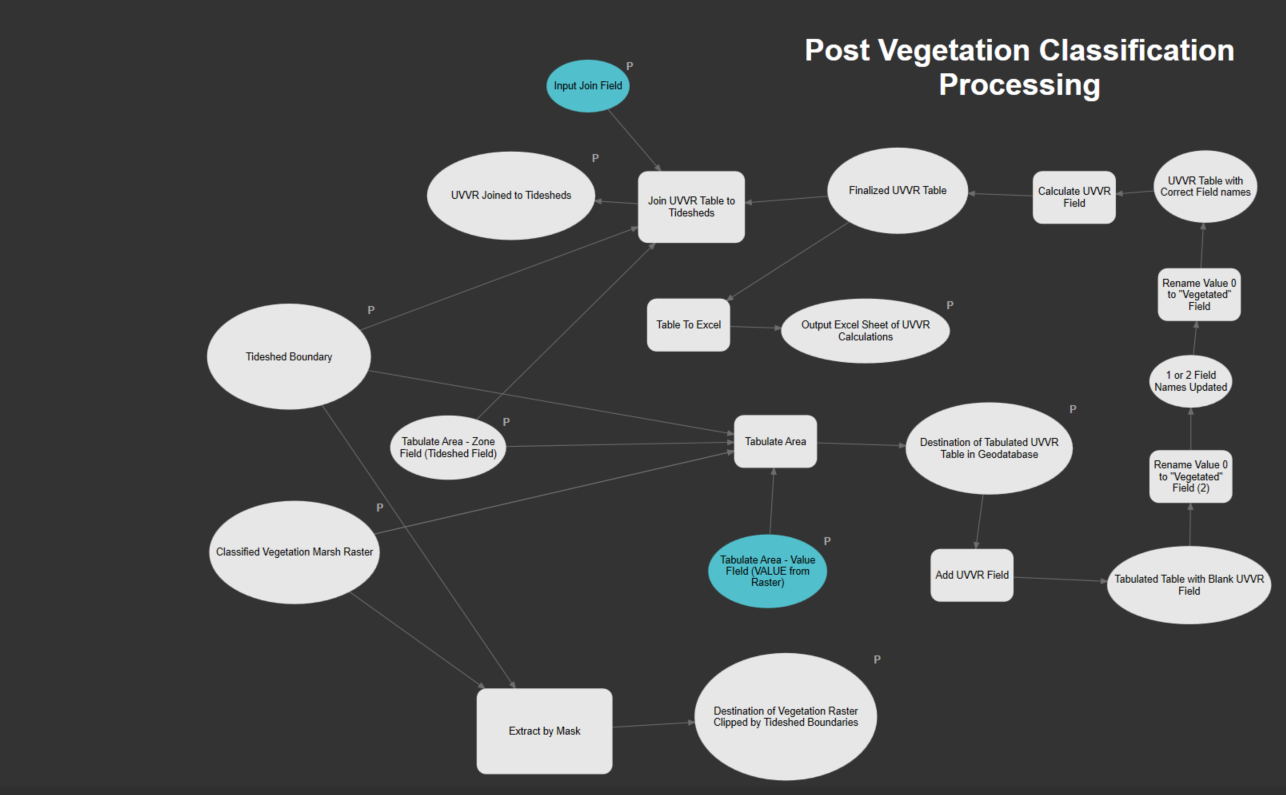 Post Vegetation Classification
Processing
P
Input Join Field
P
UVVR Joined to Tidesheds
Join UVVR Table to
Tidesheds
Finalized UVVR Table
Calculate UVVR
Field
UVVR Table with
Correct Field names
P
Tideshed Boundary
Table To Excel
P
Output Excel Sheet of UVVR
Calculations
Rename Value 0
to "Vegetated"
Field
1 or 2 Field
Names Updated
P
Tabulate Area - Zone
Field (Tideshed Field)
Tabulate Area
P
Destination of Tabulated UVVR
Table in Geodatabase
Rename Value 0
to "Vegetated"
Field (2)
P
Classified Vegetation Marsh Raster
P
Tabulate Area - Value
FIeld (VALUE from
Raster)
Add UVVR Field
Tabulated Table with Blank UVVR
Field
Extract by Mask
P
Destination of Vegetation Raster
Clipped by Tideshed Boundaries